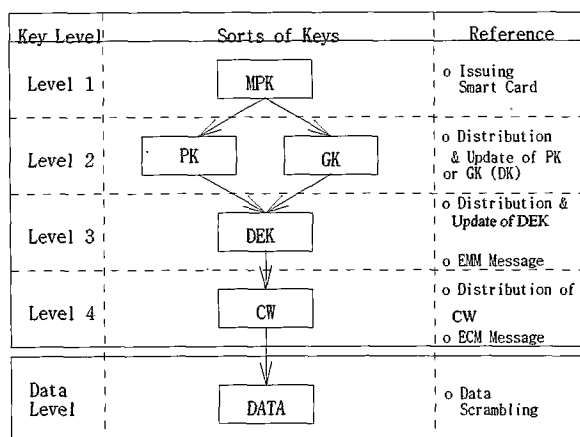 Key Level Sorts of Keys Reference
Level 1 MPK o Issuing
Smart Card
Level 2 PK GK o Distribution
& Update of PK
or GK (DK)
Level 3 DEK o Distribution &
Update of DEK
o EMM Message
Level 4 CW o Distribution of
CW
o ECM Message
Data
Level DATA o Data
Scrambling